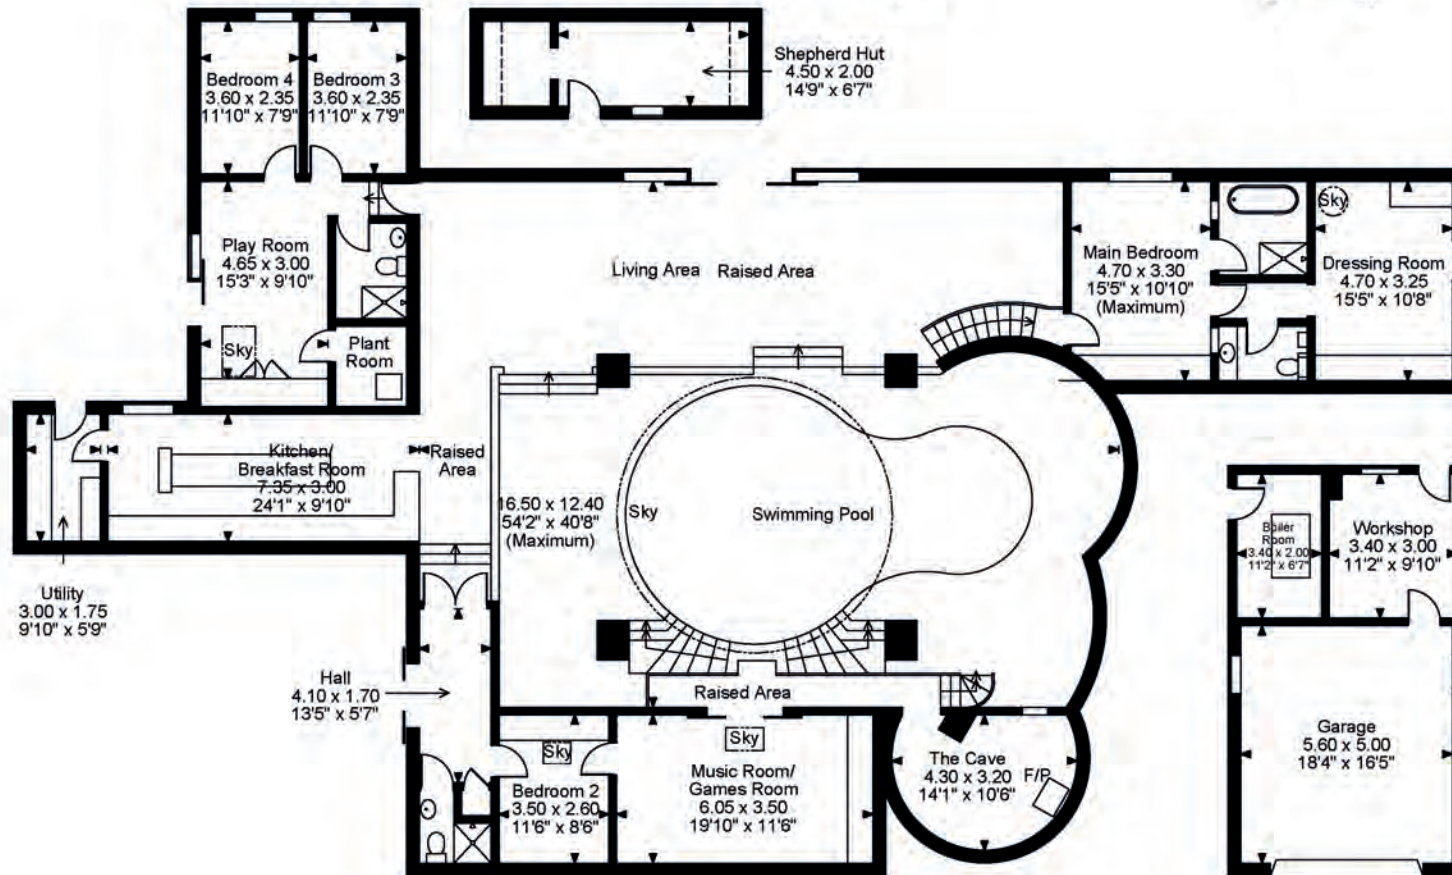 Bedroom 4
3.60 x 2.35
11'10" x 7'9"
Bedroom 3
3.60 x 2.35
11'10" x 7'9"
Shepherd Hut
4.50 x 2.00
14'9" x 6'7"
Play Room
4.65 x 3.00
15'3" x 9'10"
Sky
Plant
Room
Living Area
Raised Area
Main Bedroom
4.70 x 3.30
15'5" x 10'10"
(Maximum)
Sky
Dressing Room
4.70 x 3.25
15'5" x 10'8"
Kitchen/
Breakfast Room
7.35 x 3.00
24'1" x 9'10"
Raised
Area
16.50 x 12.40
54'2" x 40'8"
(Maximum)
Sky
Swimming Pool
Boiler
Room
3.40 x 2.00
11'2" x 6'7"
Workshop
3.40 x 3.00
11'2" x 9'10"
Utility
3.00 x 1.75
9'10" x 5'9"
Hall
4.10 x 1.70
13'5" x 5'7"
Raised Area
Sky
Bedroom 2
3.50 x 2.60
11'6" x 8'6"
Sky
Music Room/
Games Room
6.05 x 3.50
19'10" x 11'6"
The Cave
4.30 x 3.20
14'1" x 10'6"
F/P
Garage
5.60 x 5.00
18'4" x 16'5"